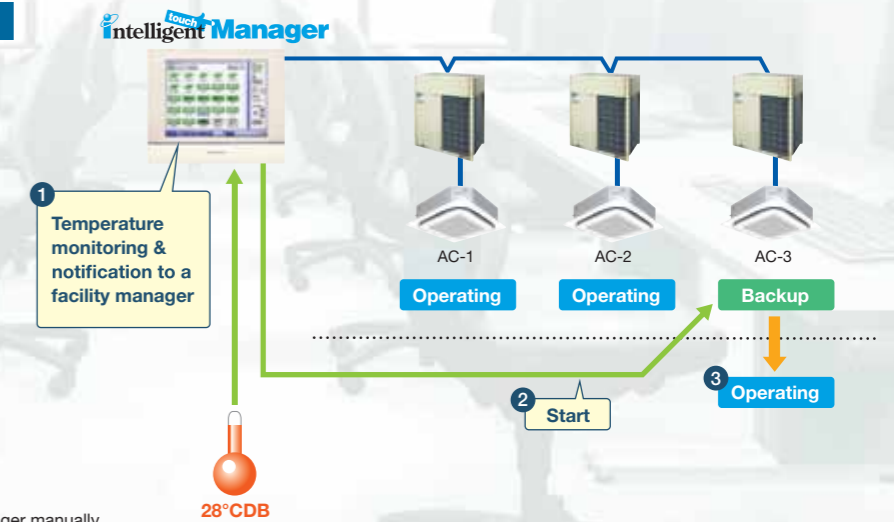 intelligent touch Manager
1
Temperature
monitoring &
notification to a
facility manager
AC-1
AC-2
AC-3
Operating
Operating
Backup
2
Start
3
Operating
28°CDB
manually